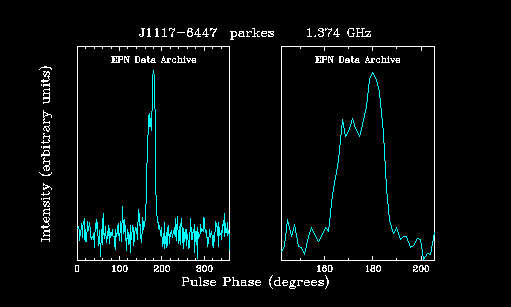 J1117-6447 parkes 1.374 GHz
EPN Data Archive
EPN Data Archive
Intensity (arbitrary units)
0 100 200 300
160 180 200
Pulse Phase (degrees)